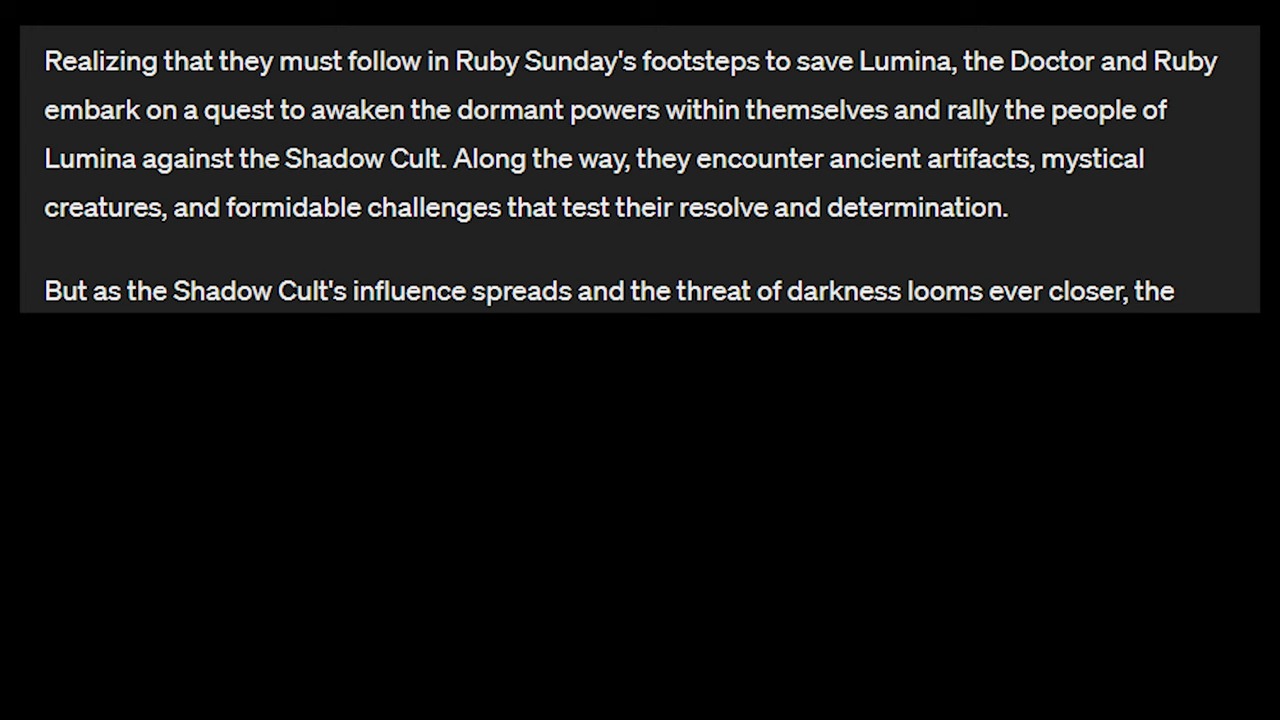 Realizing that they must follow in Ruby Sunday's footsteps to save Lumina, the Doctor and Ruby
embark on a quest to awaken the dormant powers within themselves and rally the people of
Lumina against the Shadow Cult. Along the way, they encounter ancient artifacts, mystical
creatures, and formidable challenges that test their resolve and determination.
But as the Shadow Cult's influence spreads and the threat of darkness looms ever closer, the